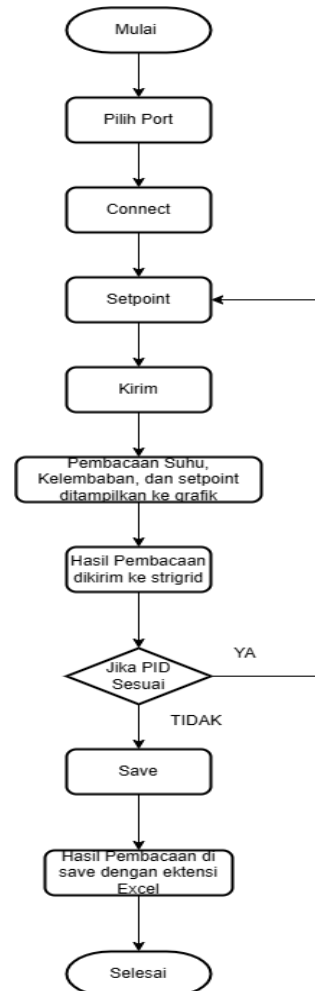 Mulai
Pilih Port
Connect
Setpoint
Kirim
Pembacaan Suhu,
Kelembaban, dan setpoint
ditampilkan ke grafik
Hasil Pembacaan
dikirim ke strigrid
Jika PID
Sesuai
YA
TIDAK
Save
Hasil Pembacaan di
save dengan ektensi
Excel
Selesai